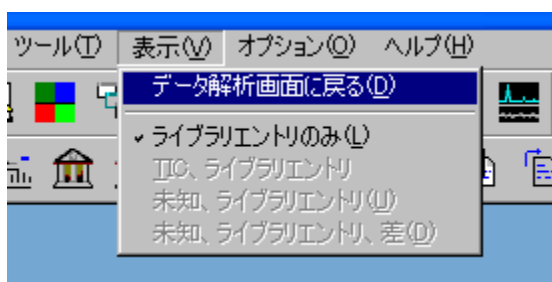 ツール(T) 表示(V) オプション(O) ヘルプ(H)
データ解析画面に戻る(D)
✓ ライブラリエントリのみ(L)
TIC、ライブラリエントリ
未知、ライブラリエントリ(U)
未知、ライブラリエントリ、差(D)